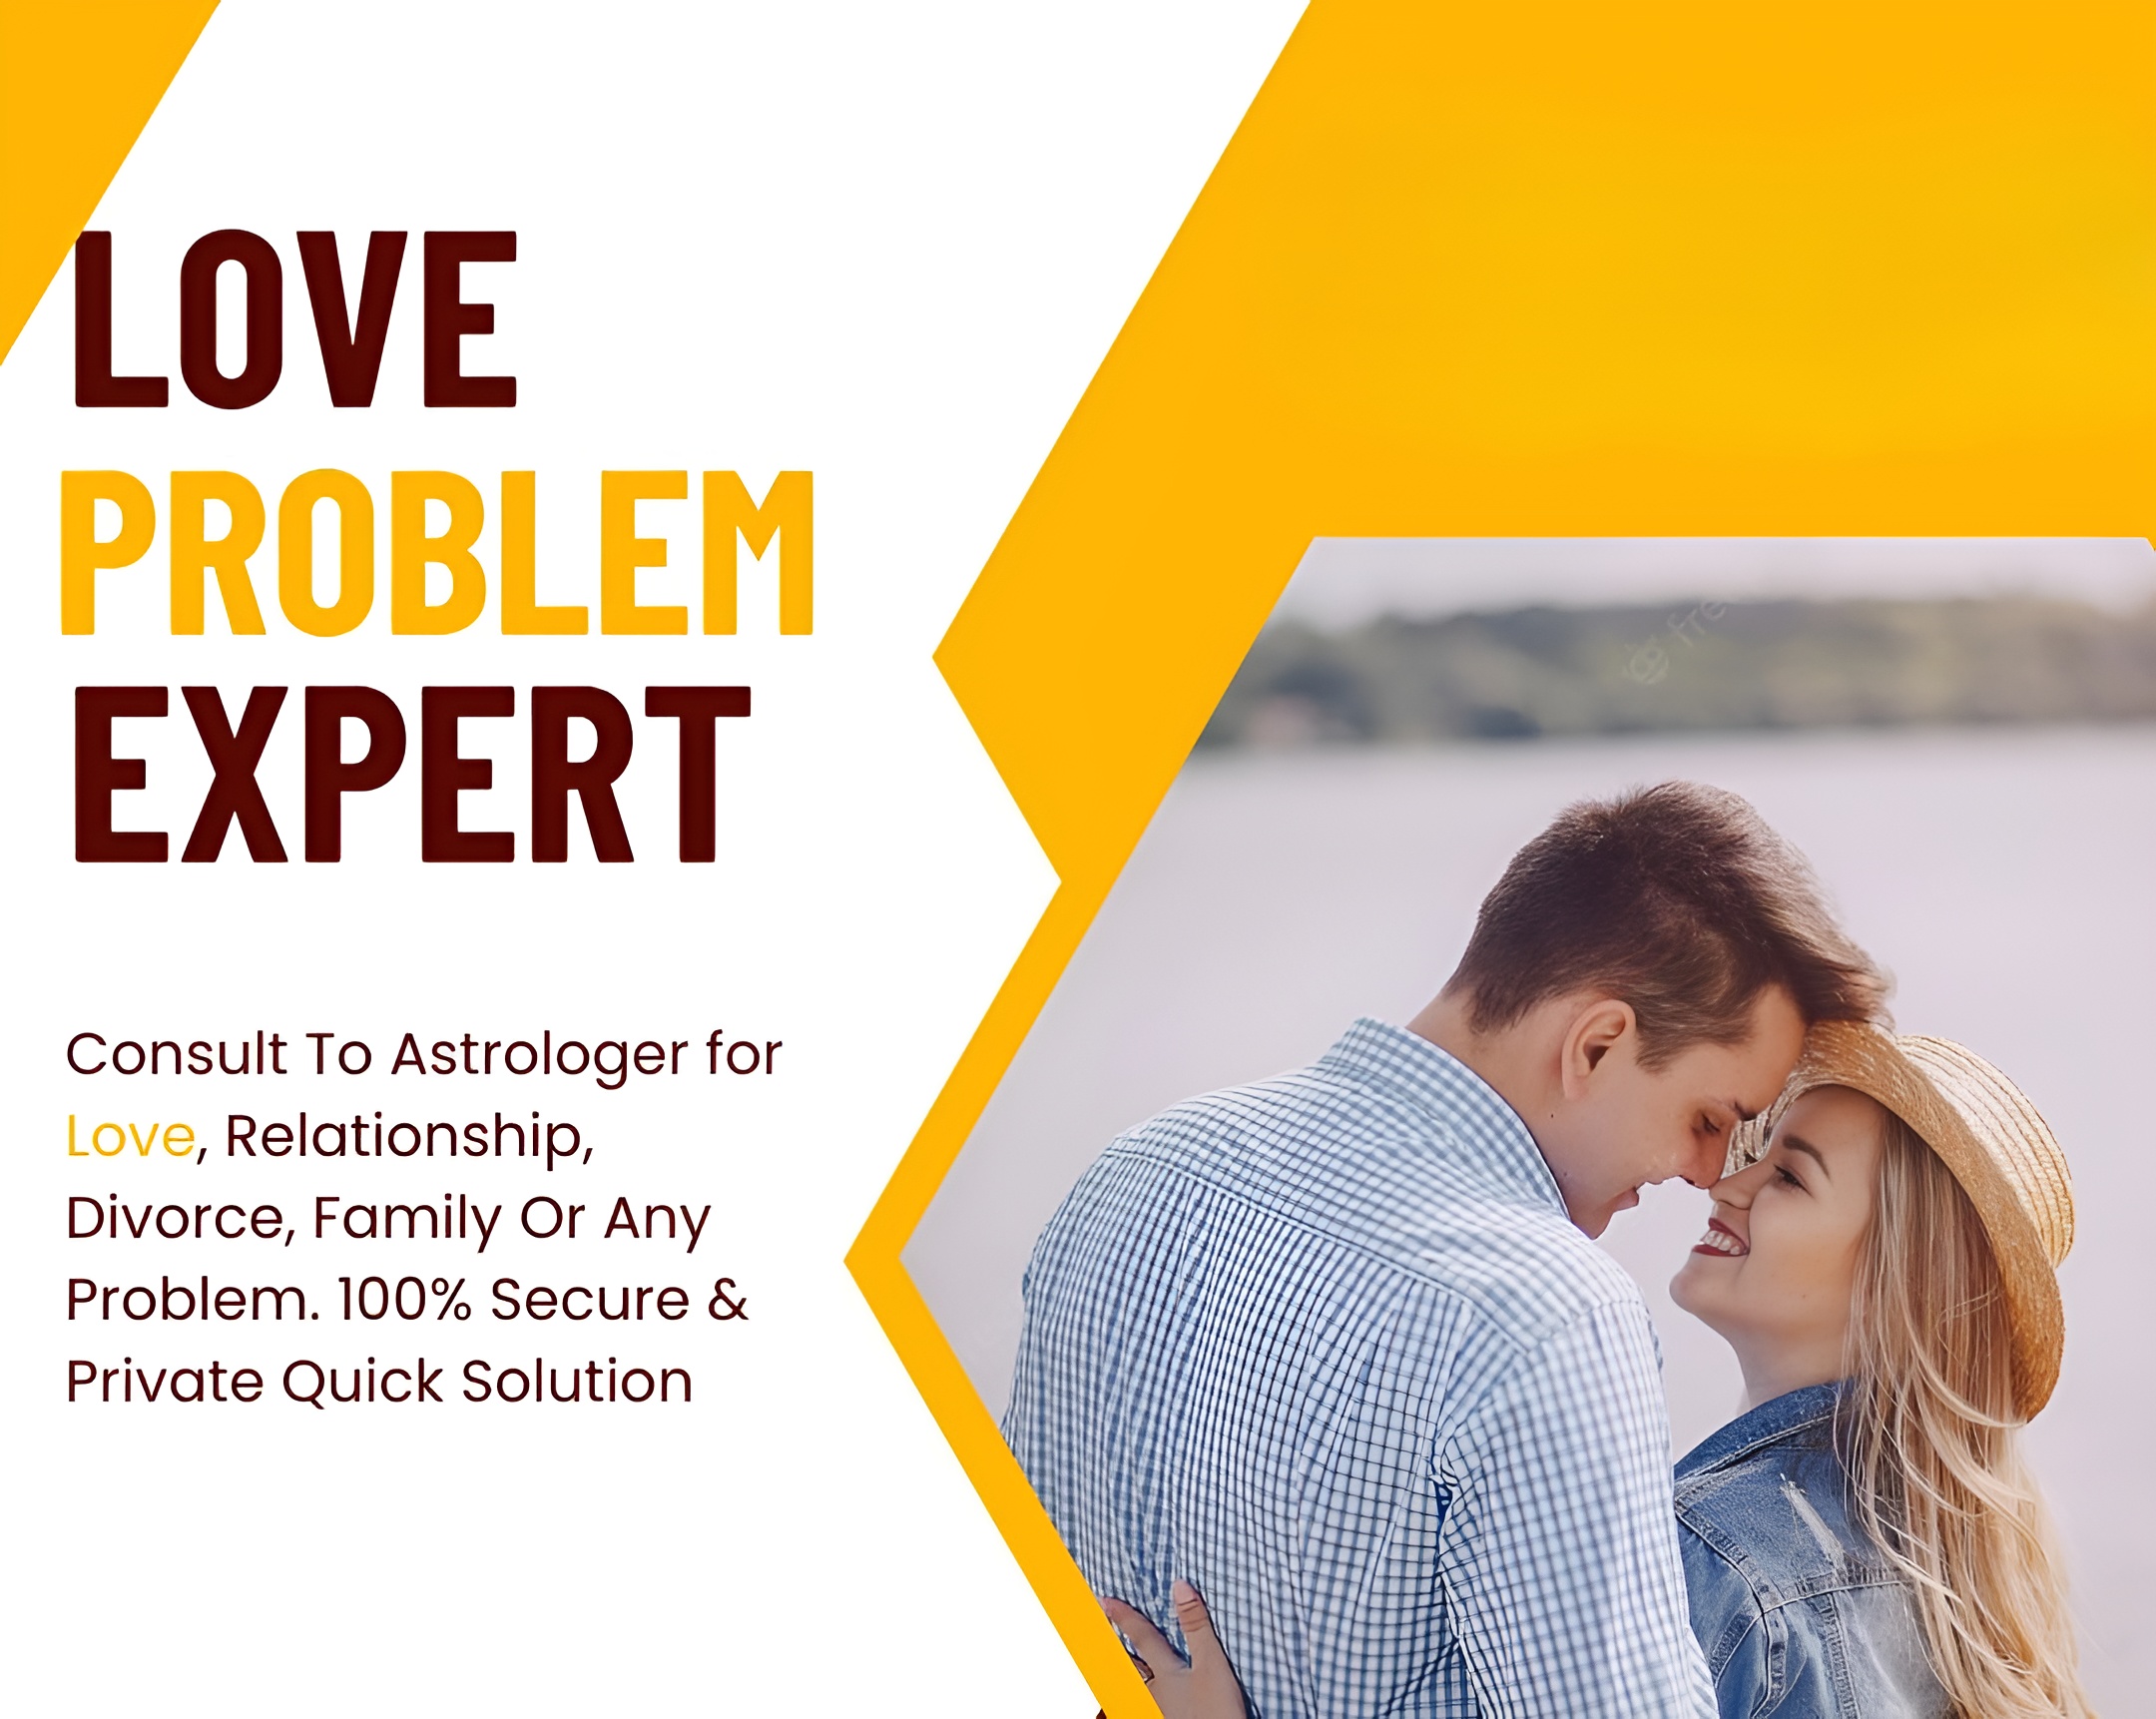 LOVE
PROBLEM
EXPERT
Consult To Astrologer for
Love, Relationship,
Divorce, Family Or Any
Problem. 100% Secure &
Private Quick Solution